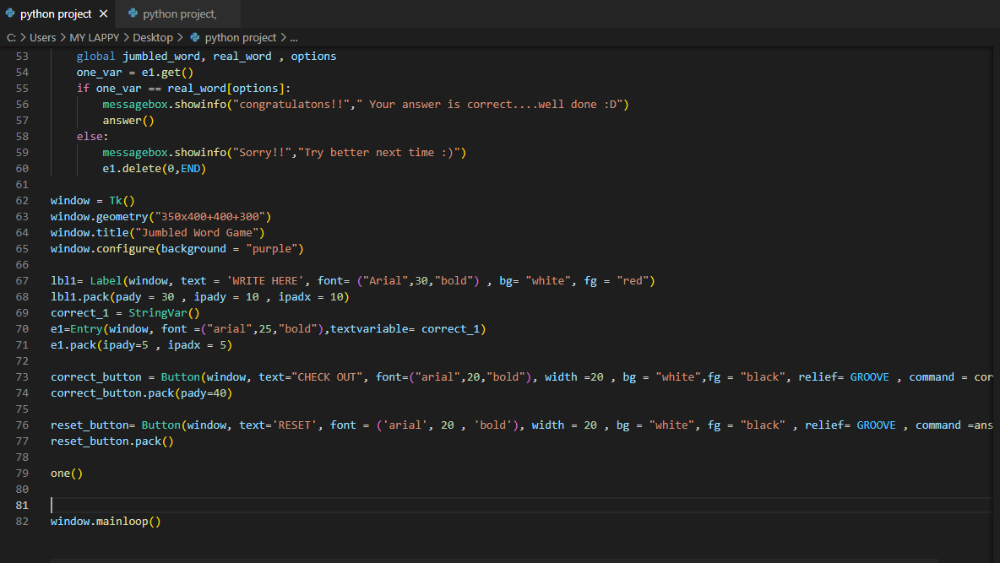 python project
python project,
C: > Users > MY LAPPY > Desktop > python project > ...
53 global jumbled_word, real_word , options
54 one_var = e1.get()
55 if one_var == real_word[options]:
56 messagebox.showinfo("congratulatons!!"," Your answer is correct....well done :D")
57 answer()
58 else:
59 messagebox.showinfo("Sorry!!","Try better next time :)")
60 e1.delete(0,END)
61
62 window = Tk()
63 window.geometry("350x400+400+300")
64 window.title("Jumbled Word Game")
65 window.configure(background = "purple")
66
67 lbl1= Label(window, text = 'WRITE HERE', font= ("Arial",30,"bold") , bg= "white", fg = "red")
68 lbl1.pack(pady = 30 , ipady = 10 , ipadx = 10)
69 correct_1 = StringVar()
70 e1=Entry(window, font =("arial",25,"bold"),textvariable= correct_1)
71 e1.pack(ipady=5 , ipadx = 5)
72
73 correct_button = Button(window, text="CHECK OUT", font=("arial",20,"bold"), width =20 , bg = "white",fg = "black", relief= GROOVE , command = cor
74 correct_button.pack(pady=40)
75
76 reset_button= Button(window, text='RESET', font = ('arial', 20 , 'bold'), width = 20 , bg = "white", fg = "black" , relief= GROOVE , command =ans
77 reset_button.pack()
78
79 one()
80
81
82 window.mainloop()